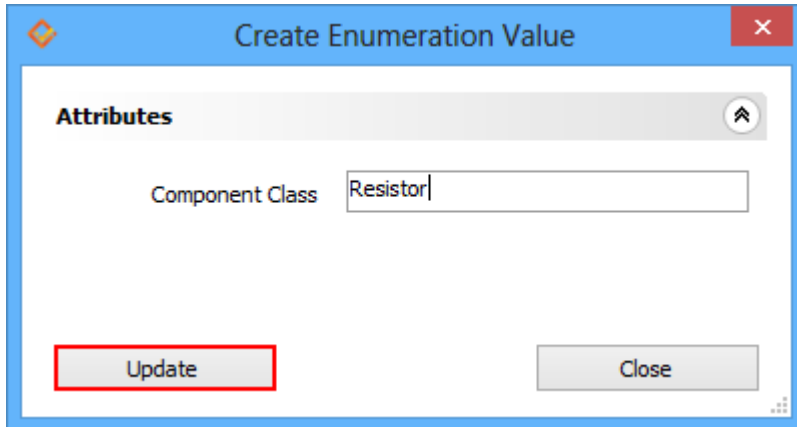 Create Enumeration Value
Attributes
Component Class Resistor
Update Close